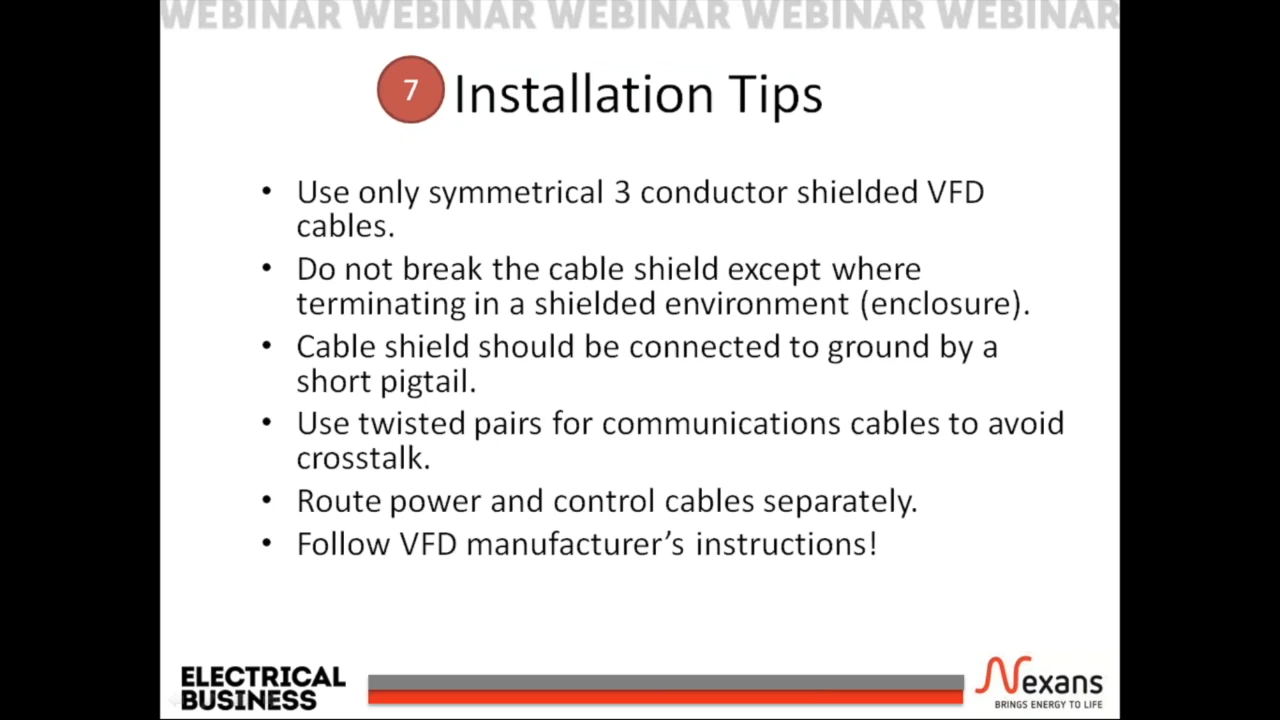 WEBINAR WEBINAR WEBINAR WEBINAR WEBINAR WEBINAR
7 Installation Tips
• Use only symmetrical 3 conductor shielded VFD
cables.
• Do not break the cable shield except where
terminating in a shielded environment (enclosure).
• Cable shield should be connected to ground by a
short pigtail.
• Use twisted pairs for communications cables to avoid
crosstalk.
• Route power and control cables separately.
• Follow VFD manufacturer’s instructions!
ELECTRICAL
BUSINESS
Nexans
BRINGS ENERGY TO LIFE